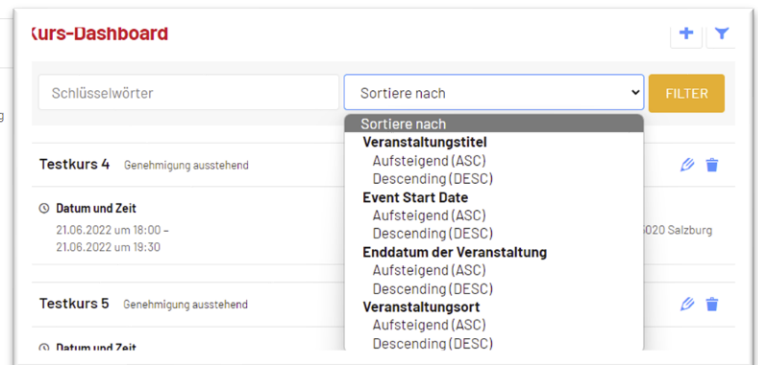 Kurs-Dashboard
Schlüsselwörter
Sortiere nach
FILTER
Sortiere nach
Veranstaltungstitel
Aufsteigend (ASC)
Descending (DESC)
Event Start Date
Aufsteigend (ASC)
Descending (DESC)
Enddatum der Veranstaltung
Aufsteigend (ASC)
Descending (DESC)
Veranstaltungsort
Aufsteigend (ASC)
Descending (DESC)
Testkurs 4 Genehmigung ausstehend
Datum und Zeit
21.06.2022 um 18:00 –
21.06.2022 um 19:30
5020 Salzburg
Testkurs 5 Genehmigung ausstehend
Datum und Zeit